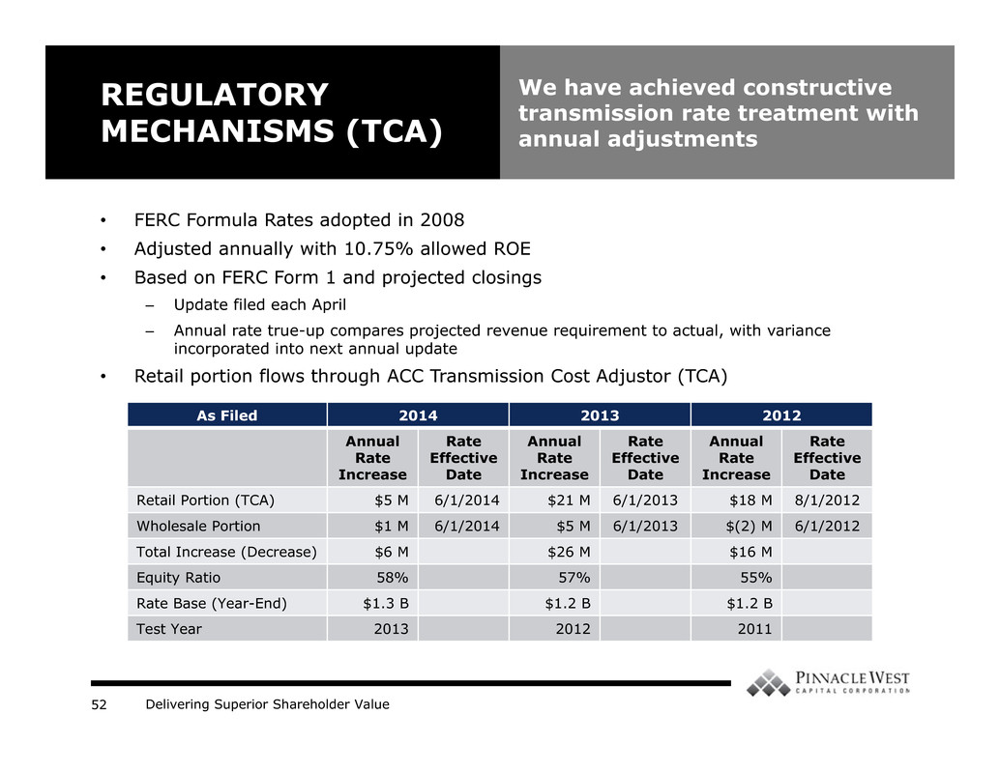 REGULATORY
MECHANISMS (TCA)
We have achieved constructive
transmission rate treatment with
annual adjustments
• FERC Formula Rates adopted in 2008
• Adjusted annually with 10.75% allowed ROE
• Based on FERC Form 1 and projected closings
– Update filed each April
– Annual rate true-up compares projected revenue requirement to actual, with variance
incorporated into next annual update
• Retail portion flows through ACC Transmission Cost Adjustor (TCA)
As Filed 2014 2013 2012
Annual Rate Annual Rate Annual Rate
Rate Effective Rate Effective Rate Effective
Increase Date Increase Date Increase Date
Retail Portion (TCA) $5 M 6/1/2014 $21 M 6/1/2013 $18 M 8/1/2012
Wholesale Portion $1 M 6/1/2014 $5 M 6/1/2013 $(2) M 6/1/2012
Total Increase (Decrease) $6 M $26 M $16 M
Equity Ratio 58% 57% 55%
Rate Base (Year-End) $1.3 B $1.2 B $1.2 B
Test Year 2013 2012 2011
PINNACLE WEST
CAPITAL CORPORATION
52 Delivering Superior Shareholder Value